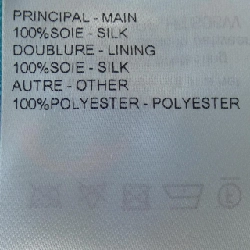 PRINCIPAL - MAIN
100%SOIE - SILK
DOUBLURE - LINING
100%SOIE - SILK
AUTRE - OTHER
100%POLYESTER - POLYESTER